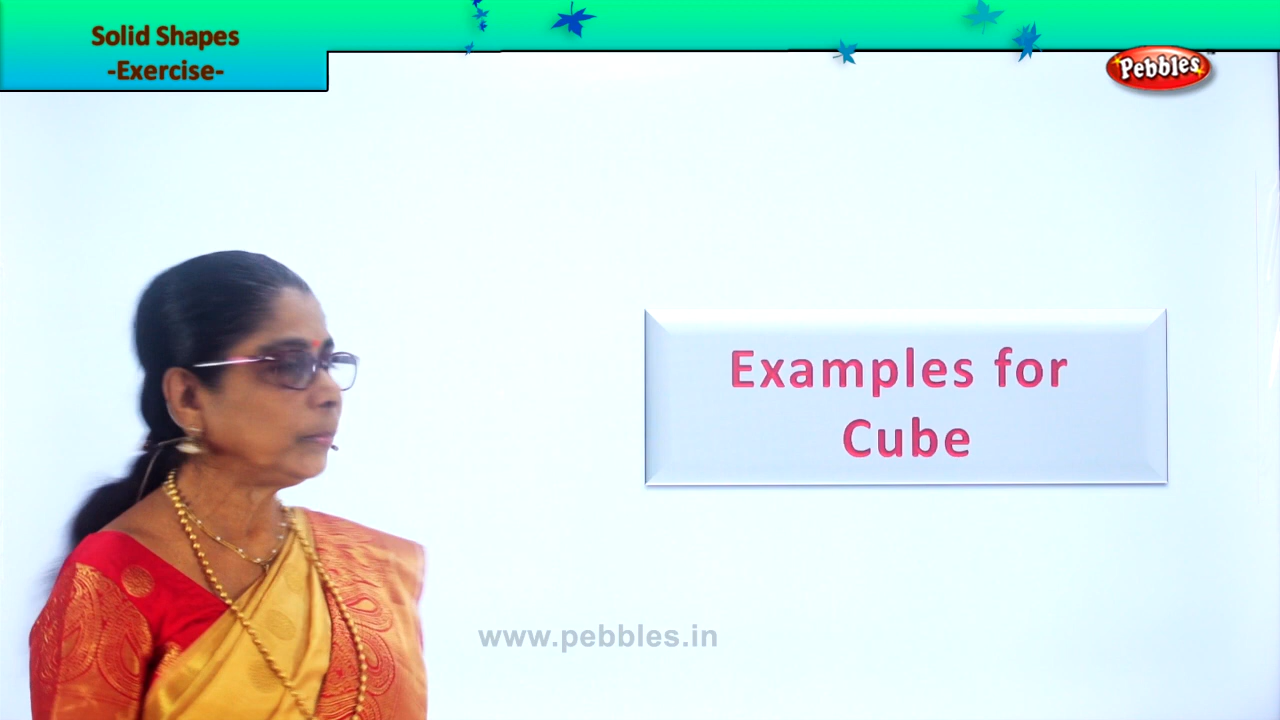 Solid Shapes
-Exercise-
Pebbles
Examples for
Cube
www.pebbles.in